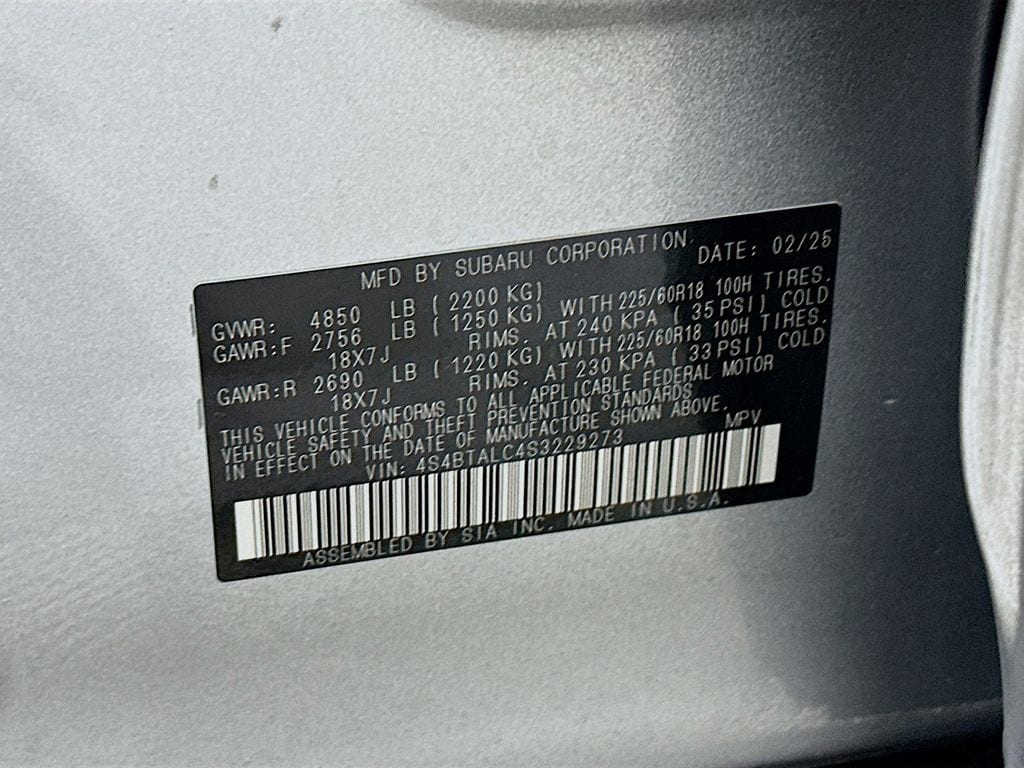 MFD BY SUBARU CORPORATION. DATE: 02/25
GVWR: 4850 LB (2200 KG)
GAWR:F 2756 LB (1250 KG) WITH 225/60R18 100H TIRES.
18X7J RIMS. AT 240 KPA (35 PSI) COLD
GAWR:R 2690 LB (1220 KG) WITH 225/60R18 100H TIRES.
18X7J RIMS. AT 230 KPA (33 PSI) COLD
THIS VEHICLE CONFORMS TO ALL APPLICABLE FEDERAL MOTOR
VEHICLE SAFETY AND THEFT PREVENTION STANDARDS
IN EFFECT ON THE DATE OF MANUFACTURE SHOWN ABOVE.
VIN: 4S4BTALC4S3229273 MPV
ASSEMBLED BY SIA INC. MADE IN U.S.A.